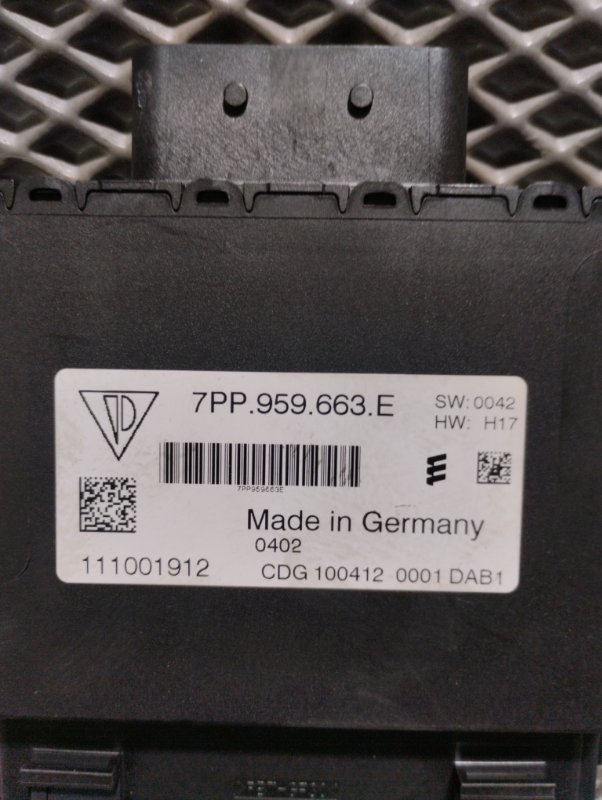 7PP.959.663.E
SW:0042
HW: H17
7PP959663E
Made in Germany
0402
111001912
CDG 100412 0001 DAB1